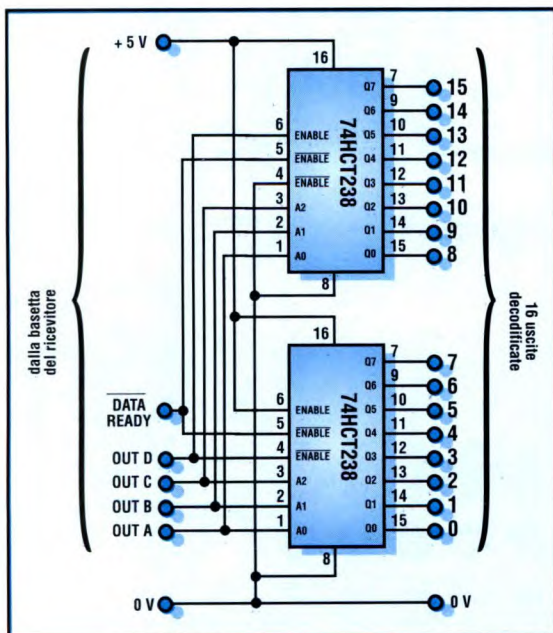 + 5 V
16
7
Q7
15
9
Q6
14
6
ENABLE
10
Q5
13
5
ENABLE
11
Q4
12
4
ENABLE
12
Q3
11
3
A2
13
Q2
10
2
A1
14
Q1
9
1
A0
15
Q0
8
74HCT238
8
16
7
Q7
7
9
Q6
6
6
ENABLE
10
Q5
5
5
ENABLE
11
Q4
4
4
ENABLE
12
Q3
3
3
A2
13
Q2
2
2
A1
14
Q1
1
1
A0
15
Q0
0
74HCT238
8
dalla basetta
del ricevitore
DATA
READY
OUT D
OUT C
OUT B
OUT A
0 V
0 V
16 uscite
decodificate